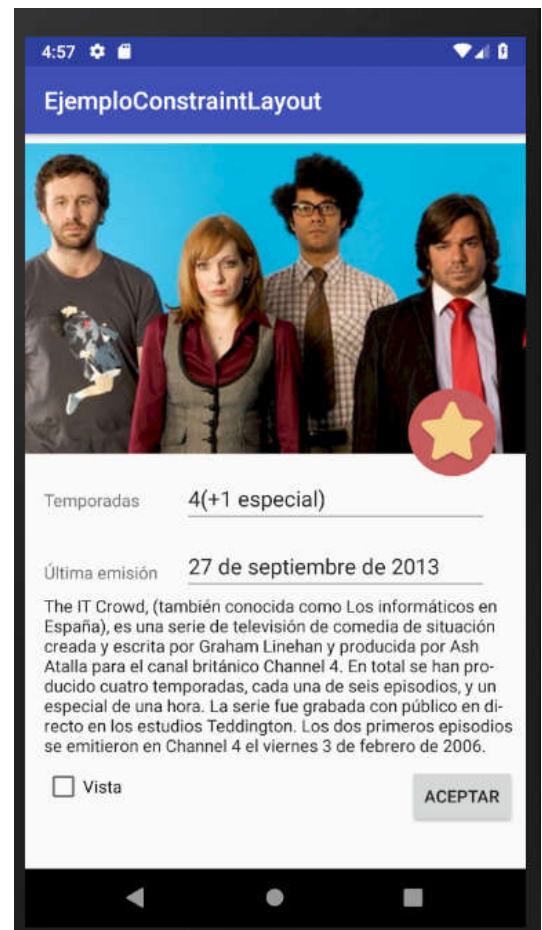 4:57
EjemploConstraintLayout
Temporadas 4(+1 especial)
Última emisión 27 de septiembre de 2013
The IT Crowd, (también conocida como Los informáticos en
España), es una serie de televisión de comedia de situación
creada y escrita por Graham Linehan y producida por Ash
Atalla para el canal británico Channel 4. En total se han pro-
ducido cuatro temporadas, cada una de seis episodios, y un
especial de una hora. La serie fue grabada con público en di-
recto en los estudios Teddington. Los dos primeros episodios
se emitieron en Channel 4 el viernes 3 de febrero de 2006.
Vista
ACEPTAR